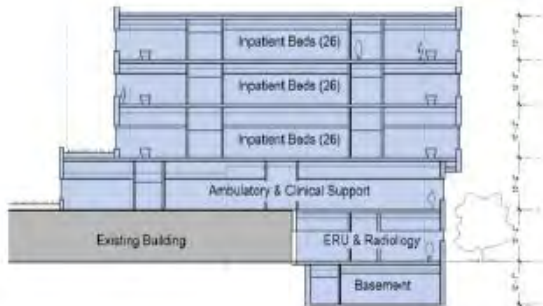 Inpatient Beds (26)
Inpatient Beds (26)
Inpatient Beds (26)
Ambulatory & Clinical Support
Existing Building
ERU & Radiology
Basement